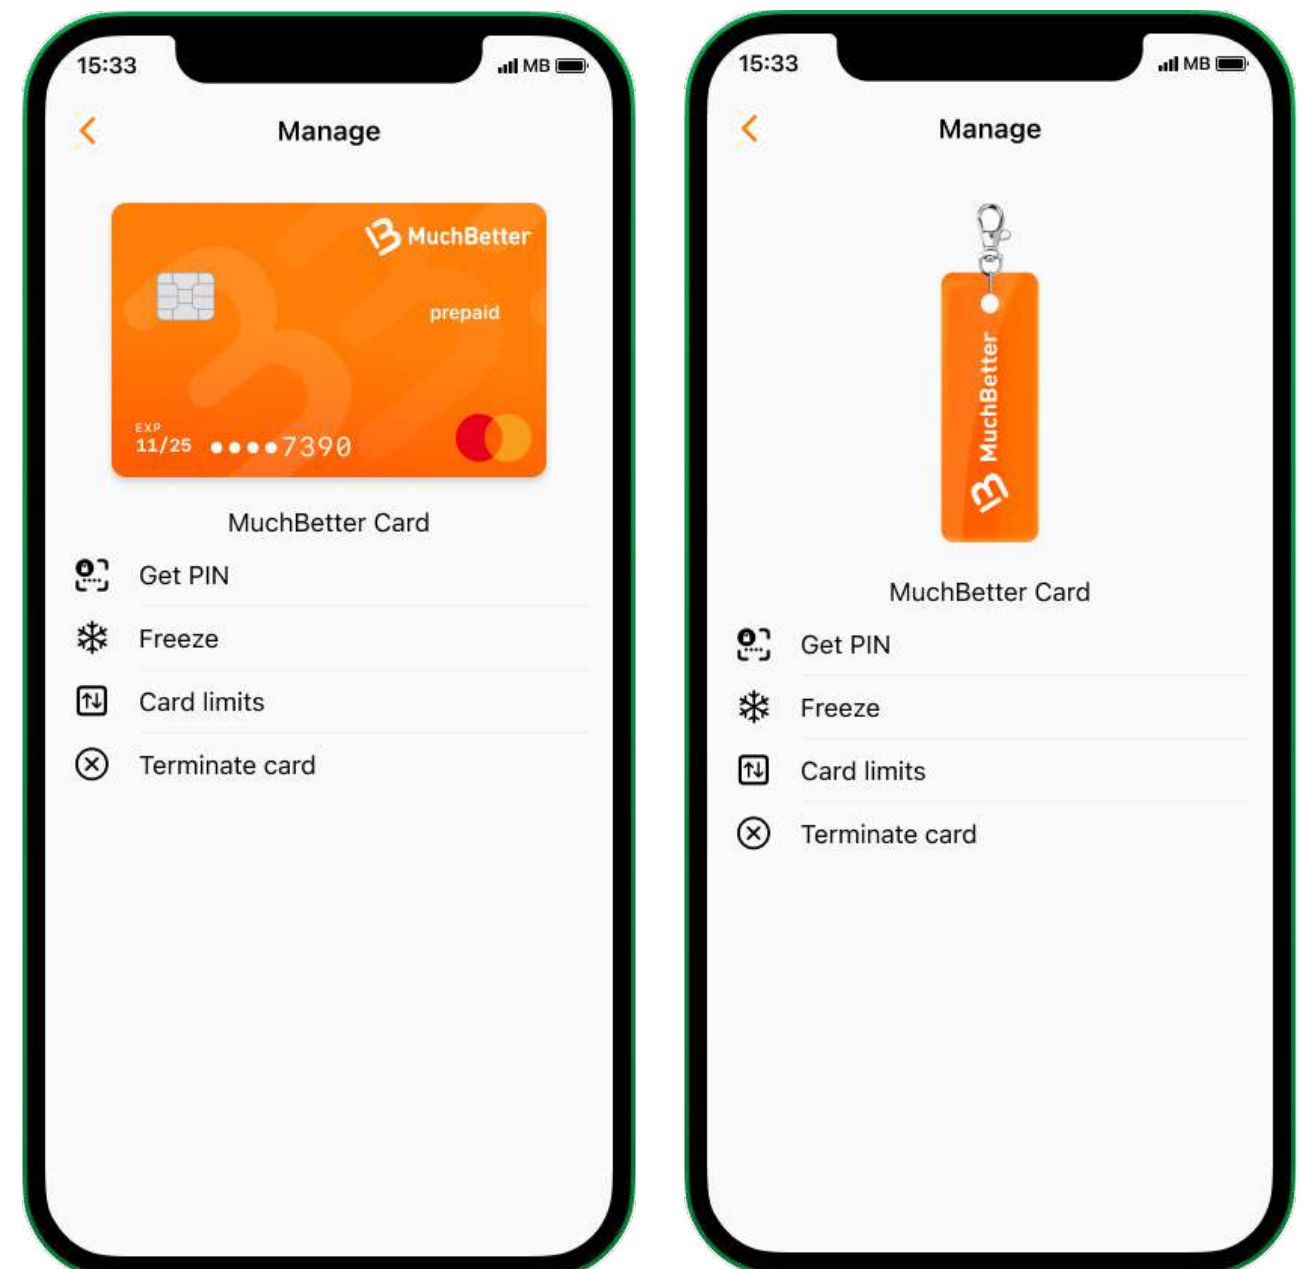 15:33
MB
Manage
MuchBetter
prepaid
EXP
11/25 ●●●●7390
MuchBetter Card
Get PIN
Freeze
Card limits
Terminate card
15:33
MB
Manage
MuchBetter
MuchBetter Card
Get PIN
Freeze
Card limits
Terminate card